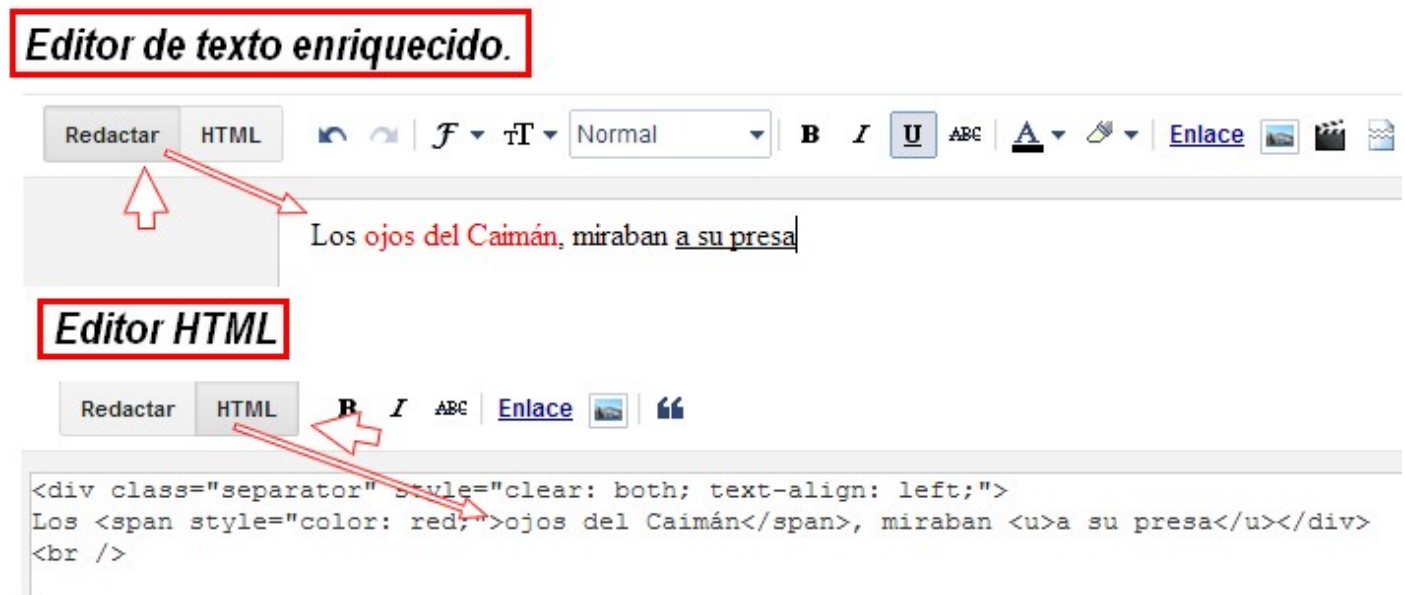 Editor de texto enriquecido.
Redactar HTML F TT Normal B I U ABC A Enlace
Los ojos del Caimán, miraban a su presa
Editor HTML
Redactar HTML B I ABC Enlace
<div class="separator" style="clear: both; text-align: left;">
Los <span style="color: red;">ojos del Caimán</span>, miraban <u>a su presa</u></div>
<br />